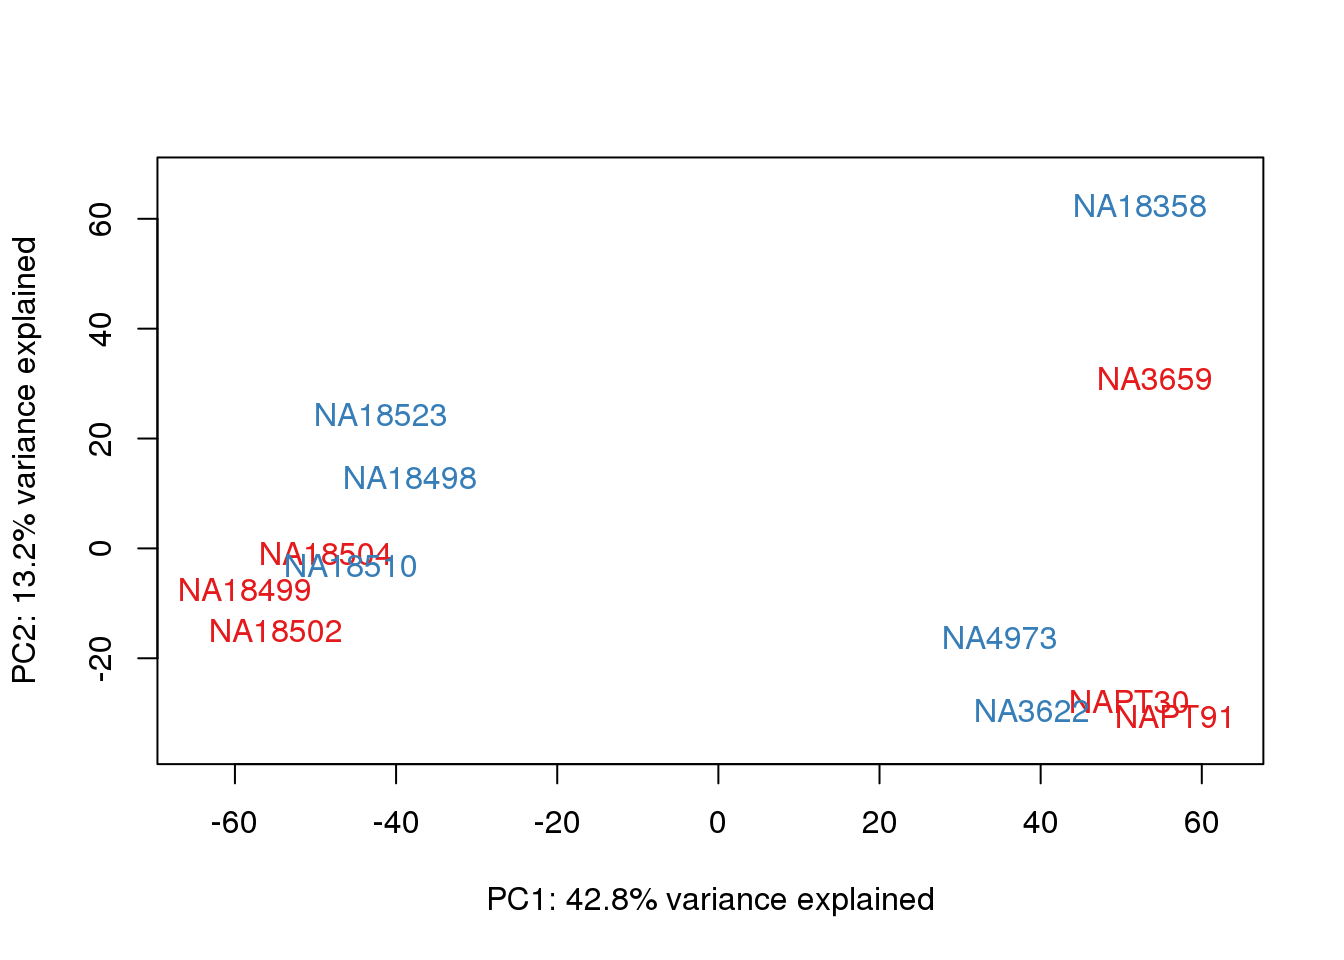 NA18358
NA3659
NA18523
NA18498
NA18504
NA18510
NA18499
NA18502
NA4973
NAPT30
NA3622
NAPT91
60
40
20
0
-20
PC2: 13.2% variance explained
-60
-40
-20
0
20
40
60
PC1: 42.8% variance explained